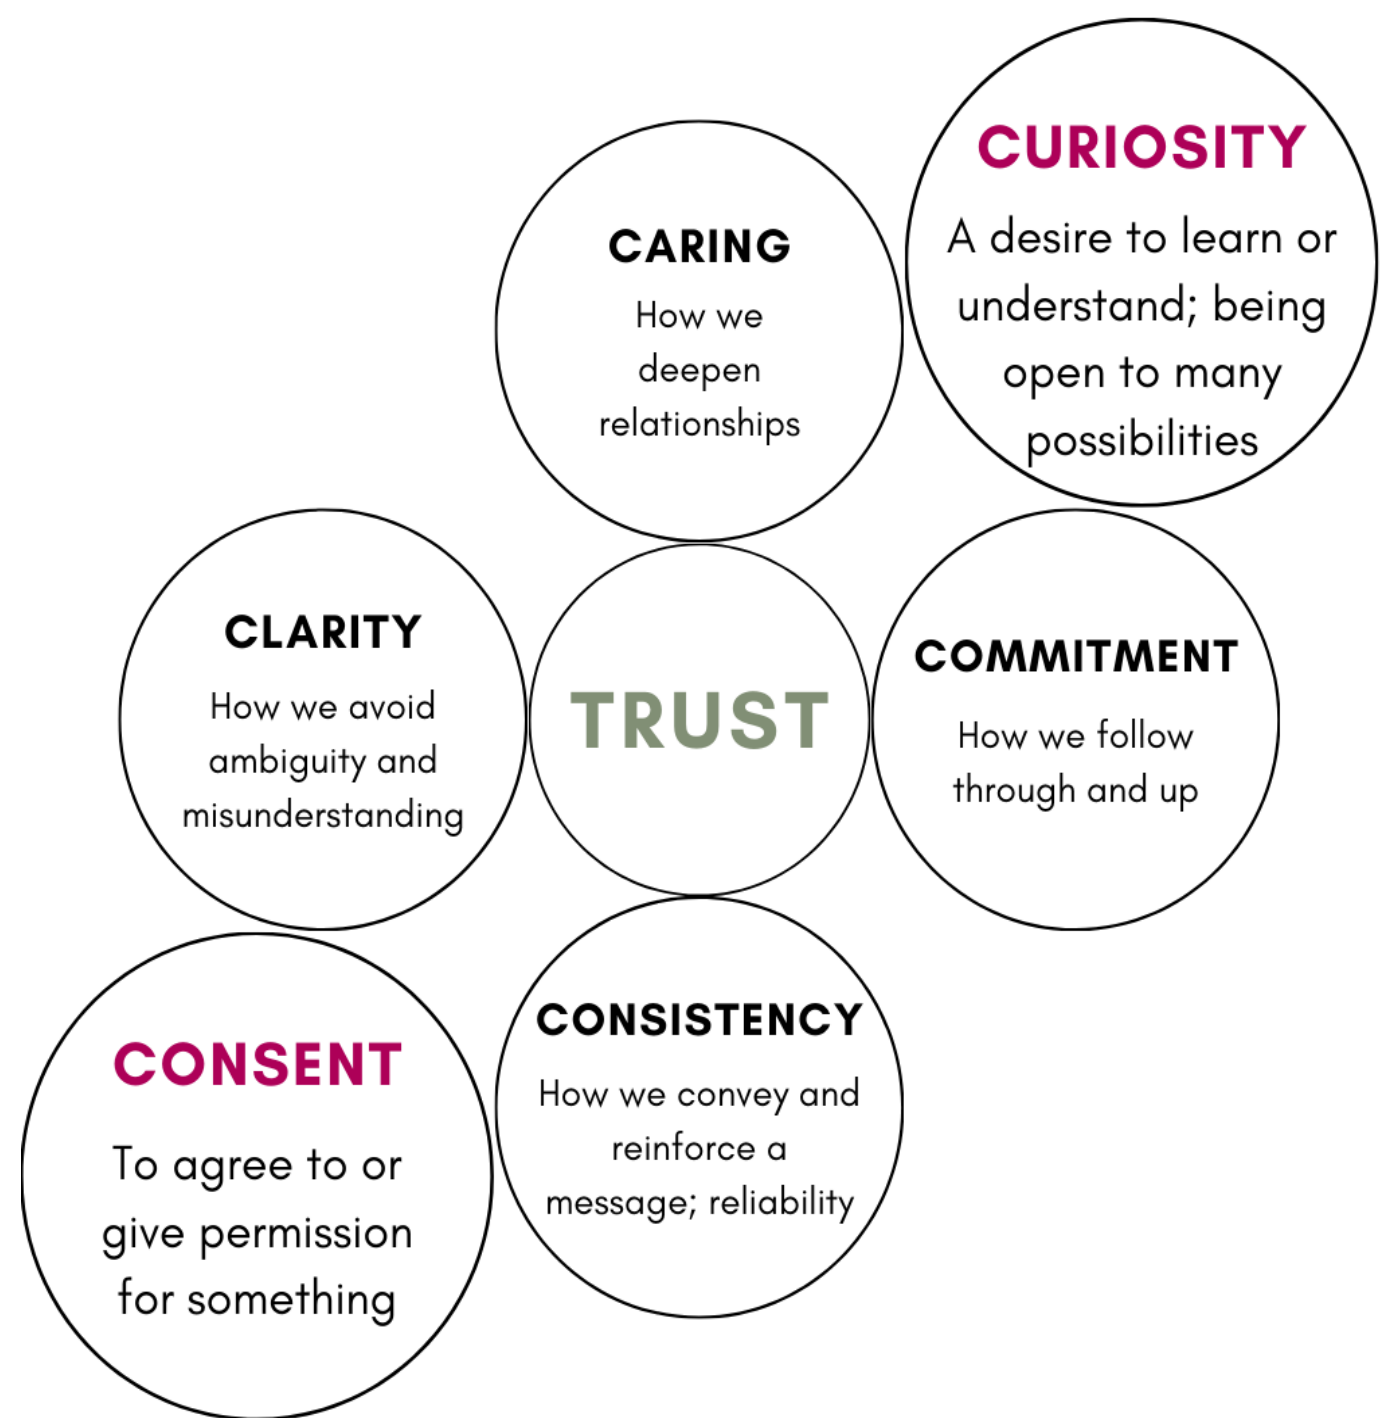 CURIOSITY
A desire to learn or
understand; being
open to many
possibilities
CARING
How we
deepen
relationships
CLARITY
How we avoid
ambiguity and
misunderstanding
TRUST
COMMITMENT
How we follow
through and up
CONSENT
To agree to or
give permission
for something
CONSISTENCY
How we convey and
reinforce a
message; reliability